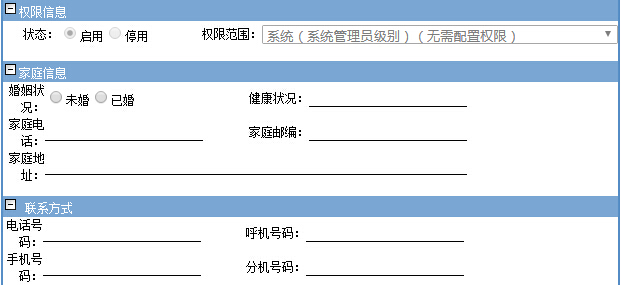 权限信息
状态： 启用 停用 权限范围： 系统（系统管理员级别）（无需配置权限）
家庭信息
婚姻状况： 未婚 已婚 健康状况：
家庭电话： 家庭邮编：
家庭地址：
联系方式
电话号码： 呼机号码：
手机号码： 分机号码：